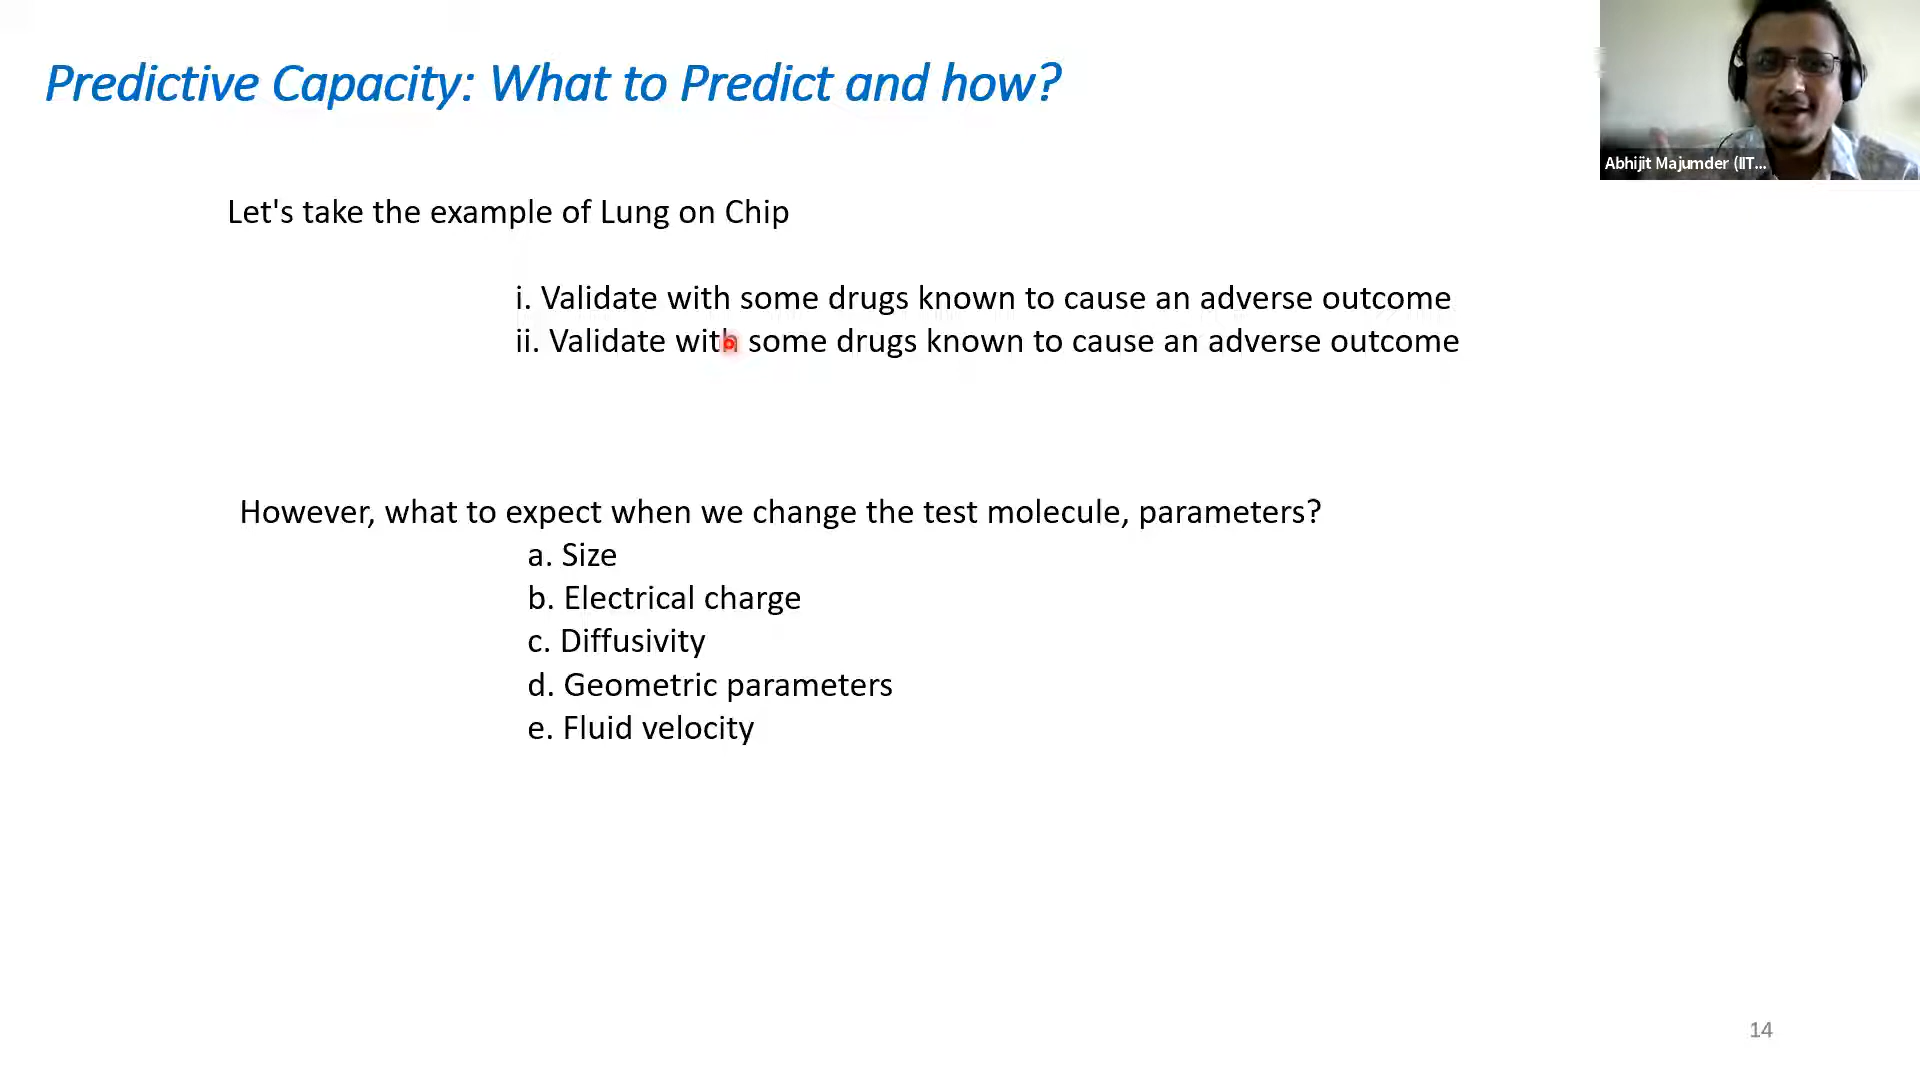 Predictive Capacity: What to Predict and how?
Abhijit Majumder (IIT...
Let's take the example of Lung on Chip
i. Validate with some drugs known to cause an adverse outcome
ii. Validate with some drugs known to cause an adverse outcome
However, what to expect when we change the test molecule, parameters?
a. Size
b. Electrical charge
c. Diffusivity
d. Geometric parameters
e. Fluid velocity
14